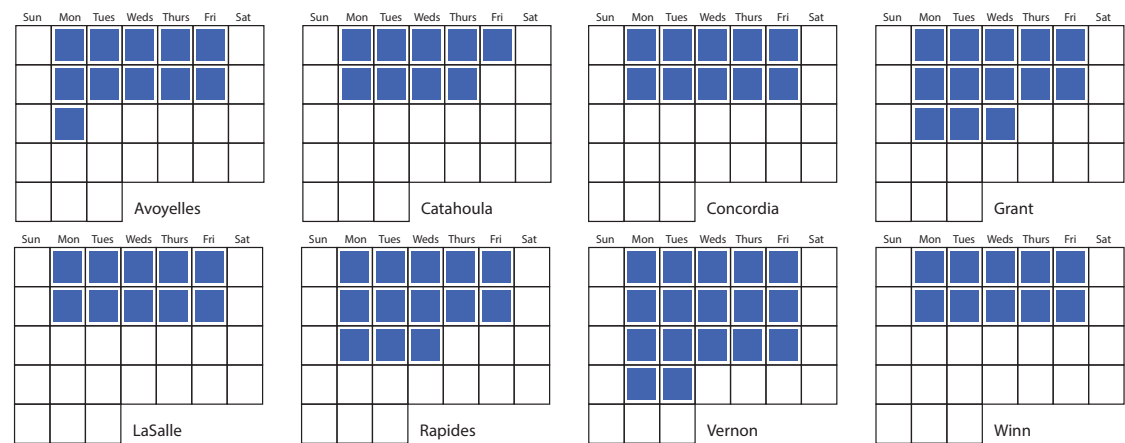 Sun Mon Tues Weds Thurs Fri Sat
Avoyelles
Sun Mon Tues Weds Thurs Fri Sat
Catahoula
Sun Mon Tues Weds Thurs Fri Sat
Concordia
Sun Mon Tues Weds Thurs Fri Sat
Grant
Sun Mon Tues Weds Thurs Fri Sat
LaSalle
Sun Mon Tues Weds Thurs Fri Sat
Rapides
Sun Mon Tues Weds Thurs Fri Sat
Vernon
Sun Mon Tues Weds Thurs Fri Sat
Winn